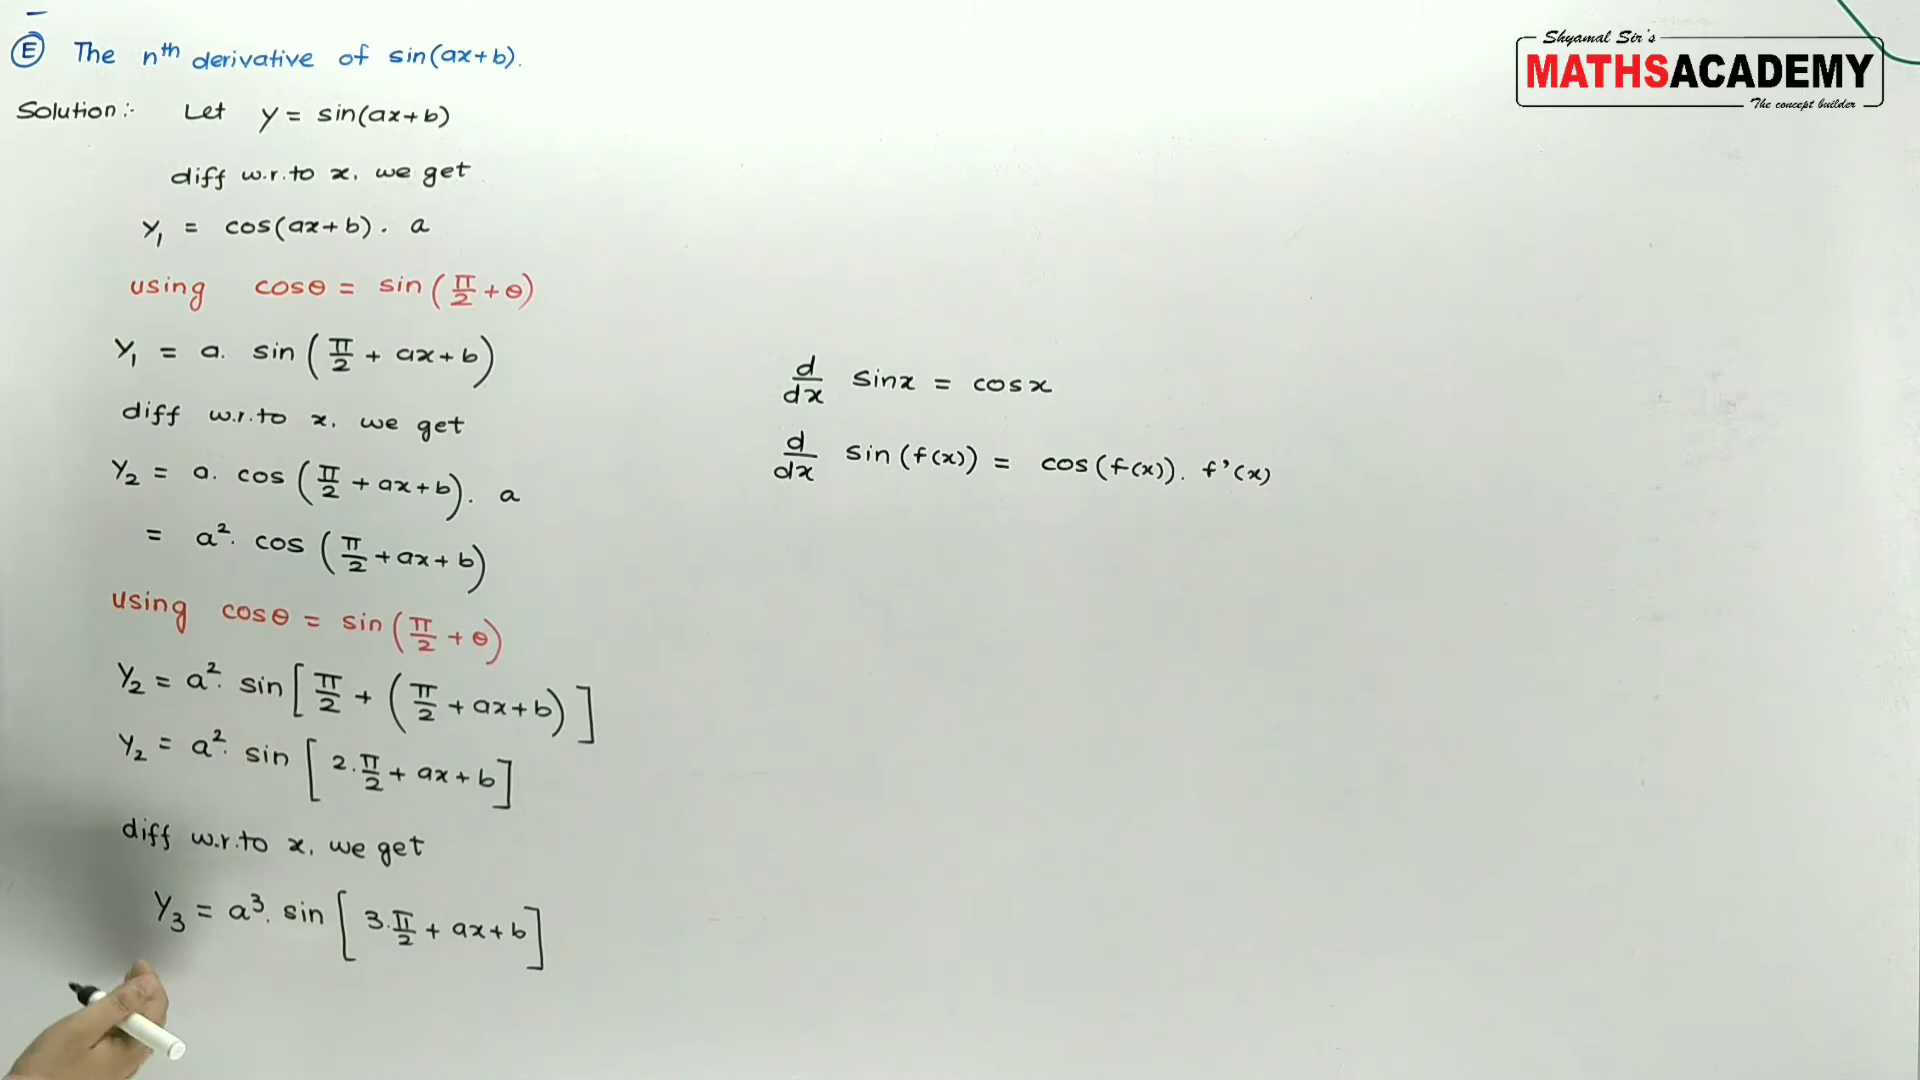 Ⓔ The nᵗʰ derivative of sin(ax+b).
Solution :- Let y = sin(ax+b)
diff w.r.to x, we get
y₁ = cos(ax+b). a
using cosθ = sin(π/2 + θ)
y₁ = a. sin(π/2 + ax+b)
diff w.r.to x, we get
y₂ = a. cos(π/2 + ax+b). a
= a². cos(π/2 + ax+b)
using cosθ = sin(π/2 + θ)
y₂ = a². sin[π/2 + (π/2 + ax+b)]
y₂ = a². sin[2.π/2 + ax+b]
diff w.r.to x, we get
y₃ = a³. sin[3.π/2 + ax+b]
d/dx sinx = cosx
d/dx sin(f(x)) = cos(f(x)). f'(x)
Shyamal Sir's
MATHSACADEMY
The concept builder